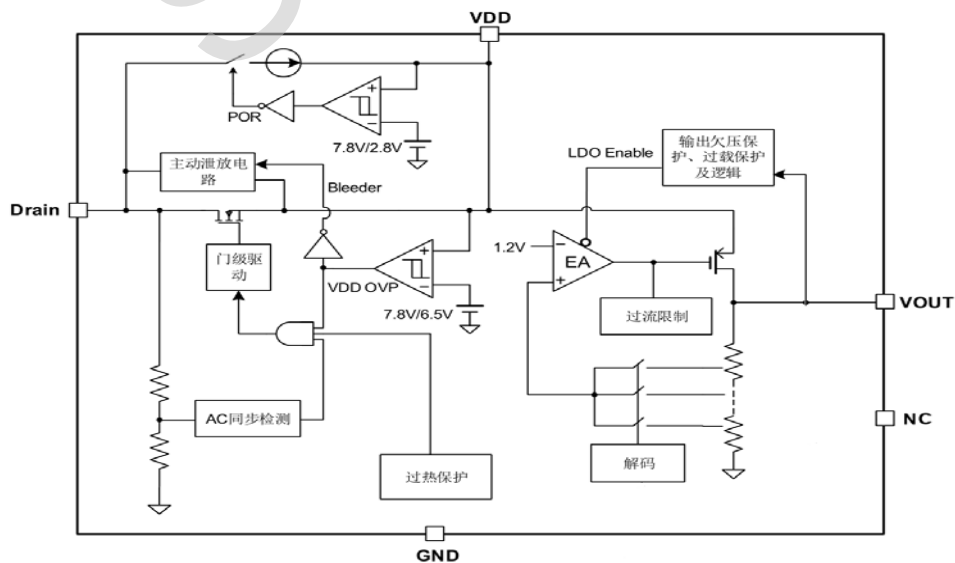 VDD
POR
7.8V/2.8V
主动泄放电
路
Bleeder
LDO Enable
输出欠压保
护、过载保护
及逻辑
Drain
门级驱
动
VDD OVP
7.8V/6.5V
1.2V
EA
过流限制
VOUT
AC同步检测
过热保护
解码
NC
GND